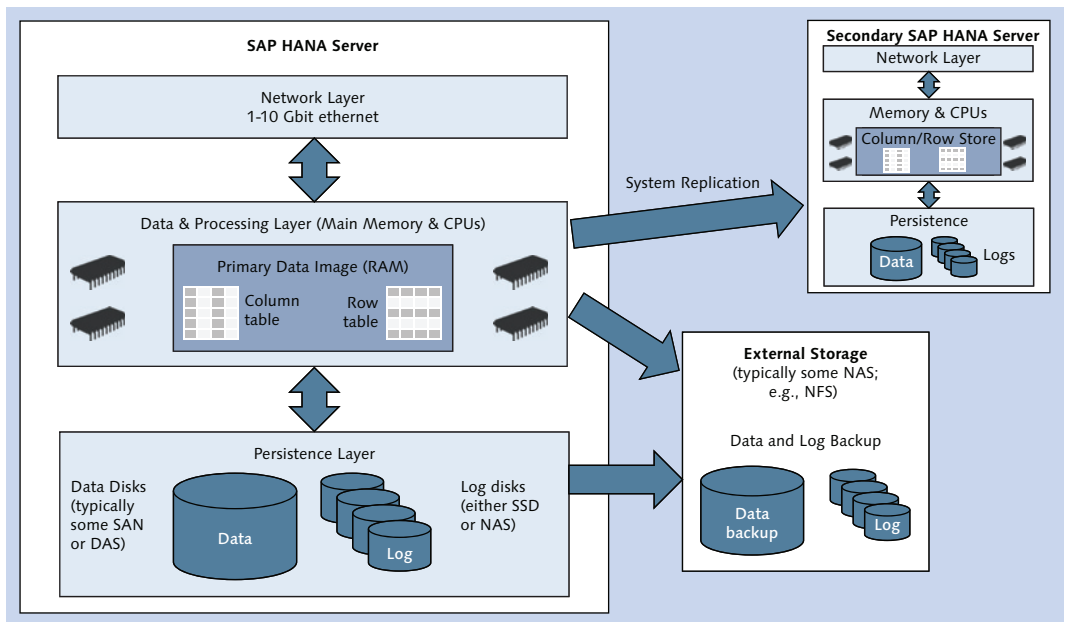 SAP HANA Server
Network Layer
1-10 Gbit ethernet
Data & Processing Layer (Main Memory & CPUs)
Primary Data Image (RAM)
Column
table
Row
table
Persistence Layer
Data Disks
(typically
some SAN
or DAS)
Data
Log
Log disks
(either SSD
or NAS)
System Replication
Secondary SAP HANA Server
Network Layer
Memory & CPUs
Column/Row Store
Persistence
Data
Logs
External Storage
(typically some NAS;
e.g., NFS)
Data and Log Backup
Data
backup
Log